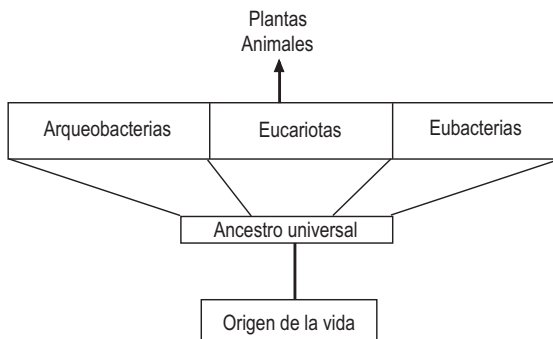 Plantas
Animales
Arqueobacterias
Eucariotas
Eubacterias
Ancestro universal
Origen de la vida